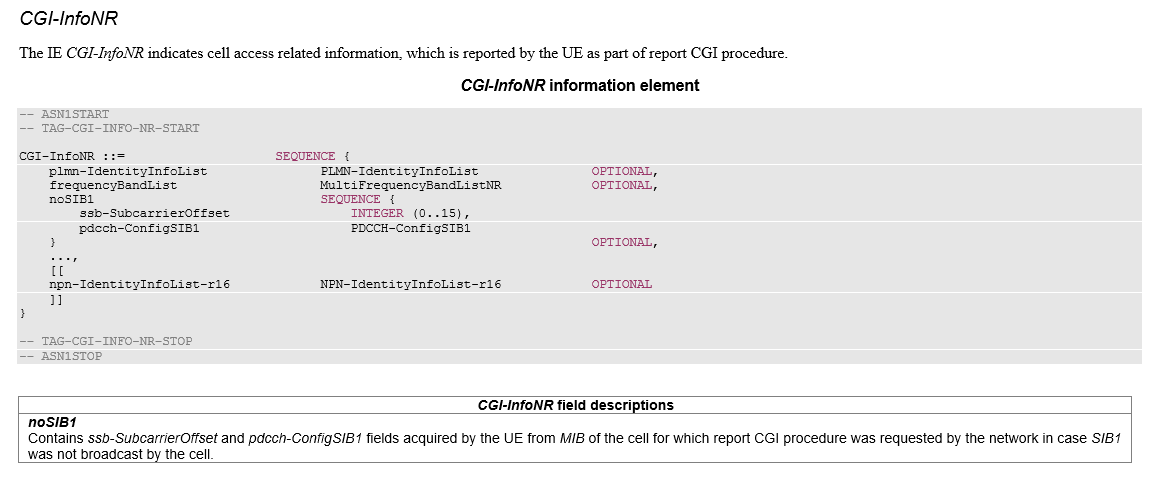 CGI-InfoNR
The IE CGI-InfoNR indicates cell access related information, which is reported by the UE as part of report CGI procedure.
CGI-InfoNR information element
-- ASN1START
-- TAG-CGI-INFO-NR-START
CGI-InfoNR ::= SEQUENCE {
plmn-IdentityInfoList PLMN-IdentityInfoList OPTIONAL,
frequencyBandList MultiFrequencyBandListNR OPTIONAL,
noSIB1 SEQUENCE {
ssb-SubcarrierOffset INTEGER (0..15),
pdcch-ConfigSIB1 PDCCH-ConfigSIB1
} OPTIONAL,
...,
[[
npn-IdentityInfoList-r16 NPN-IdentityInfoList-r16 OPTIONAL
]]
}
-- TAG-CGI-INFO-NR-STOP
-- ASN1STOP
CGI-InfoNR field descriptions
noSIB1
Contains ssb-SubcarrierOffset and pdcch-ConfigSIB1 fields acquired by the UE from MIB of the cell for which report CGI procedure was requested by the network in case SIB1
was not broadcast by the cell.